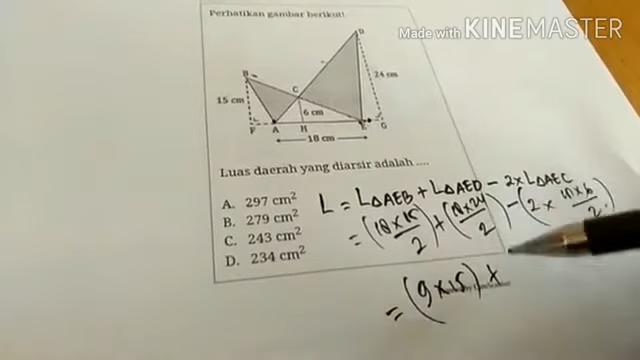 Made with KINEMASTER
Perhatikan gambar berikut!
D
B
24 cm
C
15 cm
6 cm
F A H E G
18 cm
Luas daerah yang diarsir adalah ....
A. 297 cm²
B. 279 cm²
C. 243 cm²
D. 234 cm²
L = L△AEB + L△AED - 2×L△AEC
= (18 × 15 / 2) + (18 × 24 / 2) - (2 × 18 × 6 / 2)
= (9 × 15) +